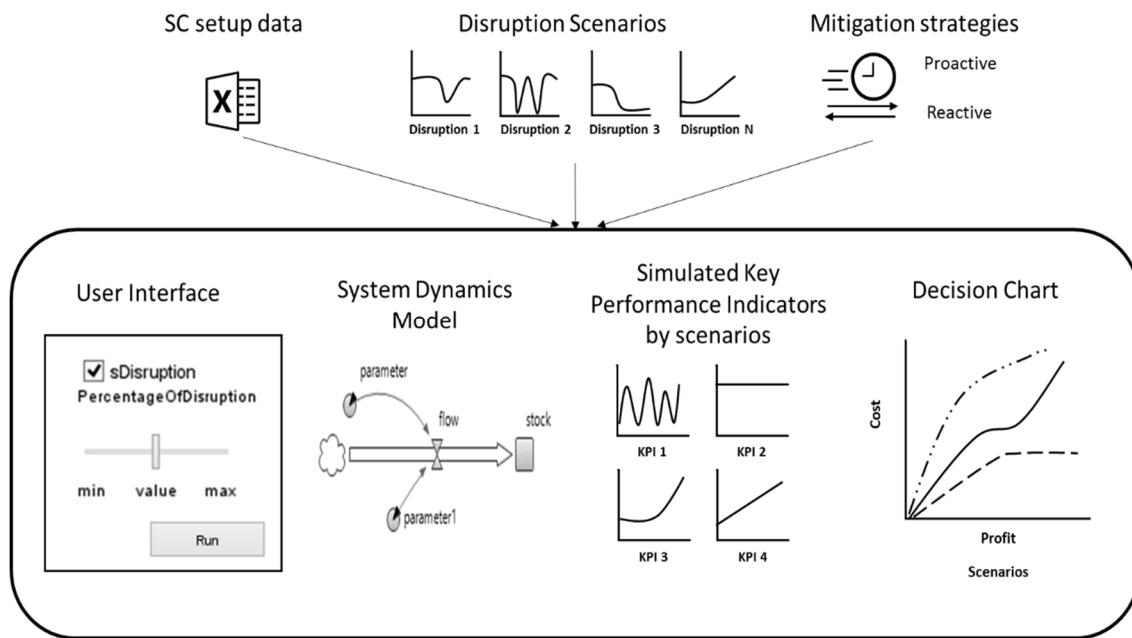 SC setup data
Disruption Scenarios
Mitigation strategies
X
Proactive
Reactive
Disruption 1
Disruption 2
Disruption 3
Disruption N
User Interface
sDisruption
PercentageOfDisruption
min value max
Run
System Dynamics
Model
parameter
flow
stock
parameter1
Simulated Key
Performance Indicators
by scenarios
KPI 1
KPI 2
KPI 3
KPI 4
Decision Chart
Cost
Profit
Scenarios